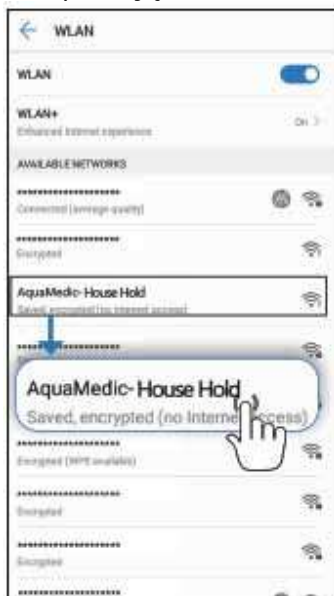 WLAN
WLAN
WLAN+
On >
Enhanced Internet experience
AVAILABLE NETWORKS
********************
Connected (average quality)
********************
Encrypted
AquaMedic- House Hold
Saved, encrypted (no Internet access)
********************
AquaMedic- House Hold
Saved, encrypted (no Internet access)
********************
Encrypted (WPS available)
********************
Encrypted
********************
Encrypted
********************